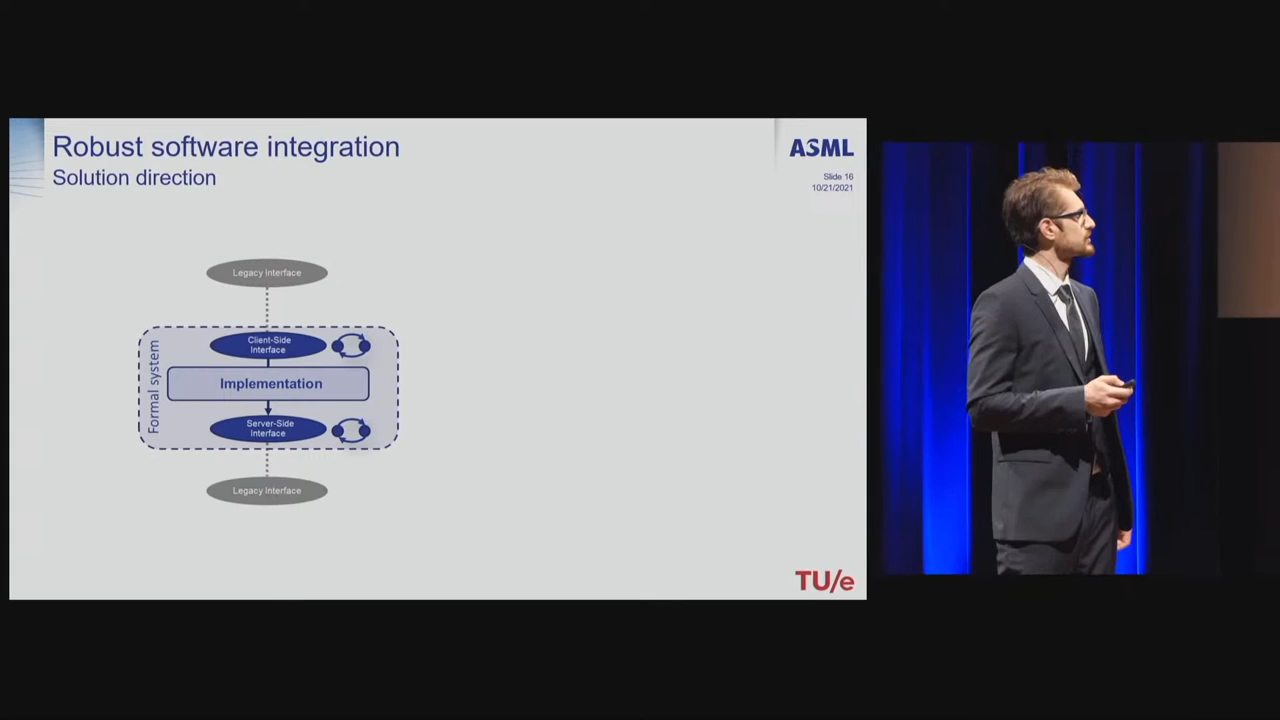 Robust software integration
Solution direction
ASML
Slide 16
10/21/2021
Legacy Interface
Formal system
Client-Side
Interface
Implementation
Server-Side
Interface
Legacy Interface
TU/e